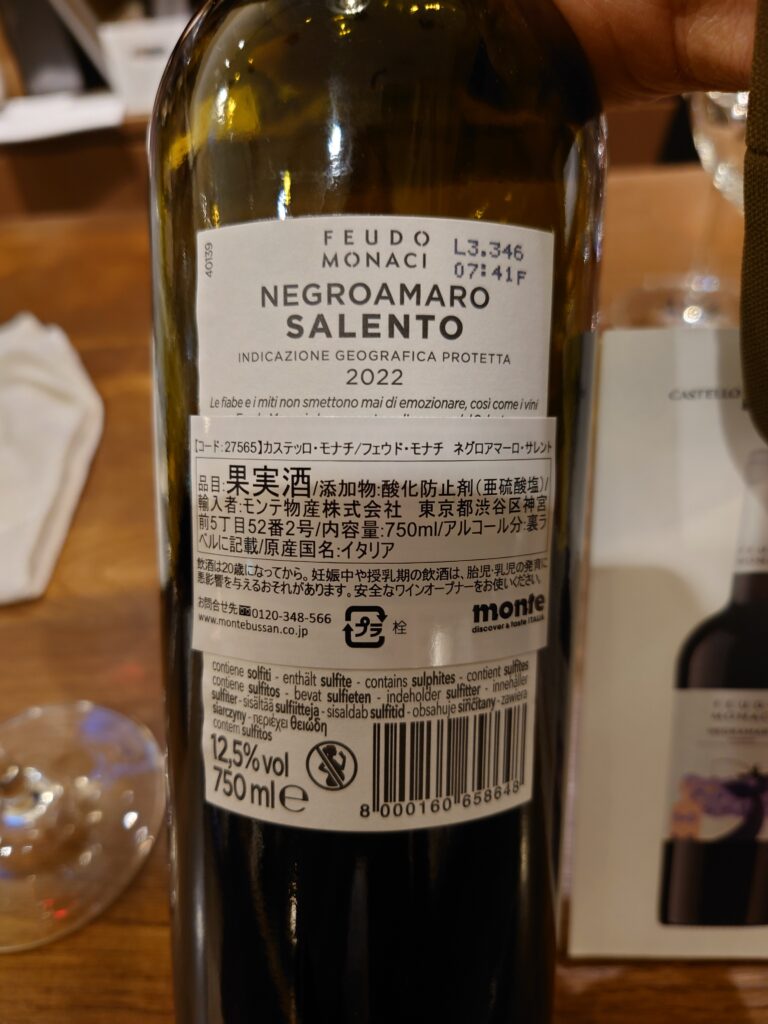 FEUDO
MONACI
L3.346
07:41F
40139
NEGROAMARO
SALENTO
INDICAZIONE GEOGRAFICA PROTETTA
2022
Le fiabe e i miti non smettono mai di emozionare, così come i vini
【コード:27565】カステッロ・モナチ/フェウド・モナチ ネグロアマーロ・サレント
品目:果実酒/添加物:酸化防止剤(亜硫酸塩)/
輸入者:モンテ物産株式会社 東京都渋谷区神宮
前5丁目52番2号/内容量:750ml/アルコール分:裏ラ
ベルに記載/原産国名:イタリア
飲酒は20歳になってから。妊娠中や授乳期の飲酒は、胎児・乳児の発育に
悪影響を与えるおそれがあります。安全なワインオープナーをお使いください。
お問合せ先 0120-348-566
www.montebussan.co.jp
プラ 栓
monte
discover & taste ITALIA
contiene solfiti - enthält sulfite - contains sulphites - contient sulfites
contiene sulfitos - bevat sulfieten - indeholder sulfitter - innehåller
sulfiter - sisältää sulfiitteja - sisaldab sulfitid - obsahuje siričitany - zawiera
siarczyny - περιέχει θειώδη
contém sulfitos
12,5% vol
750 ml e
8 000160 658648
CASTELLO
FEUDO
MONACI